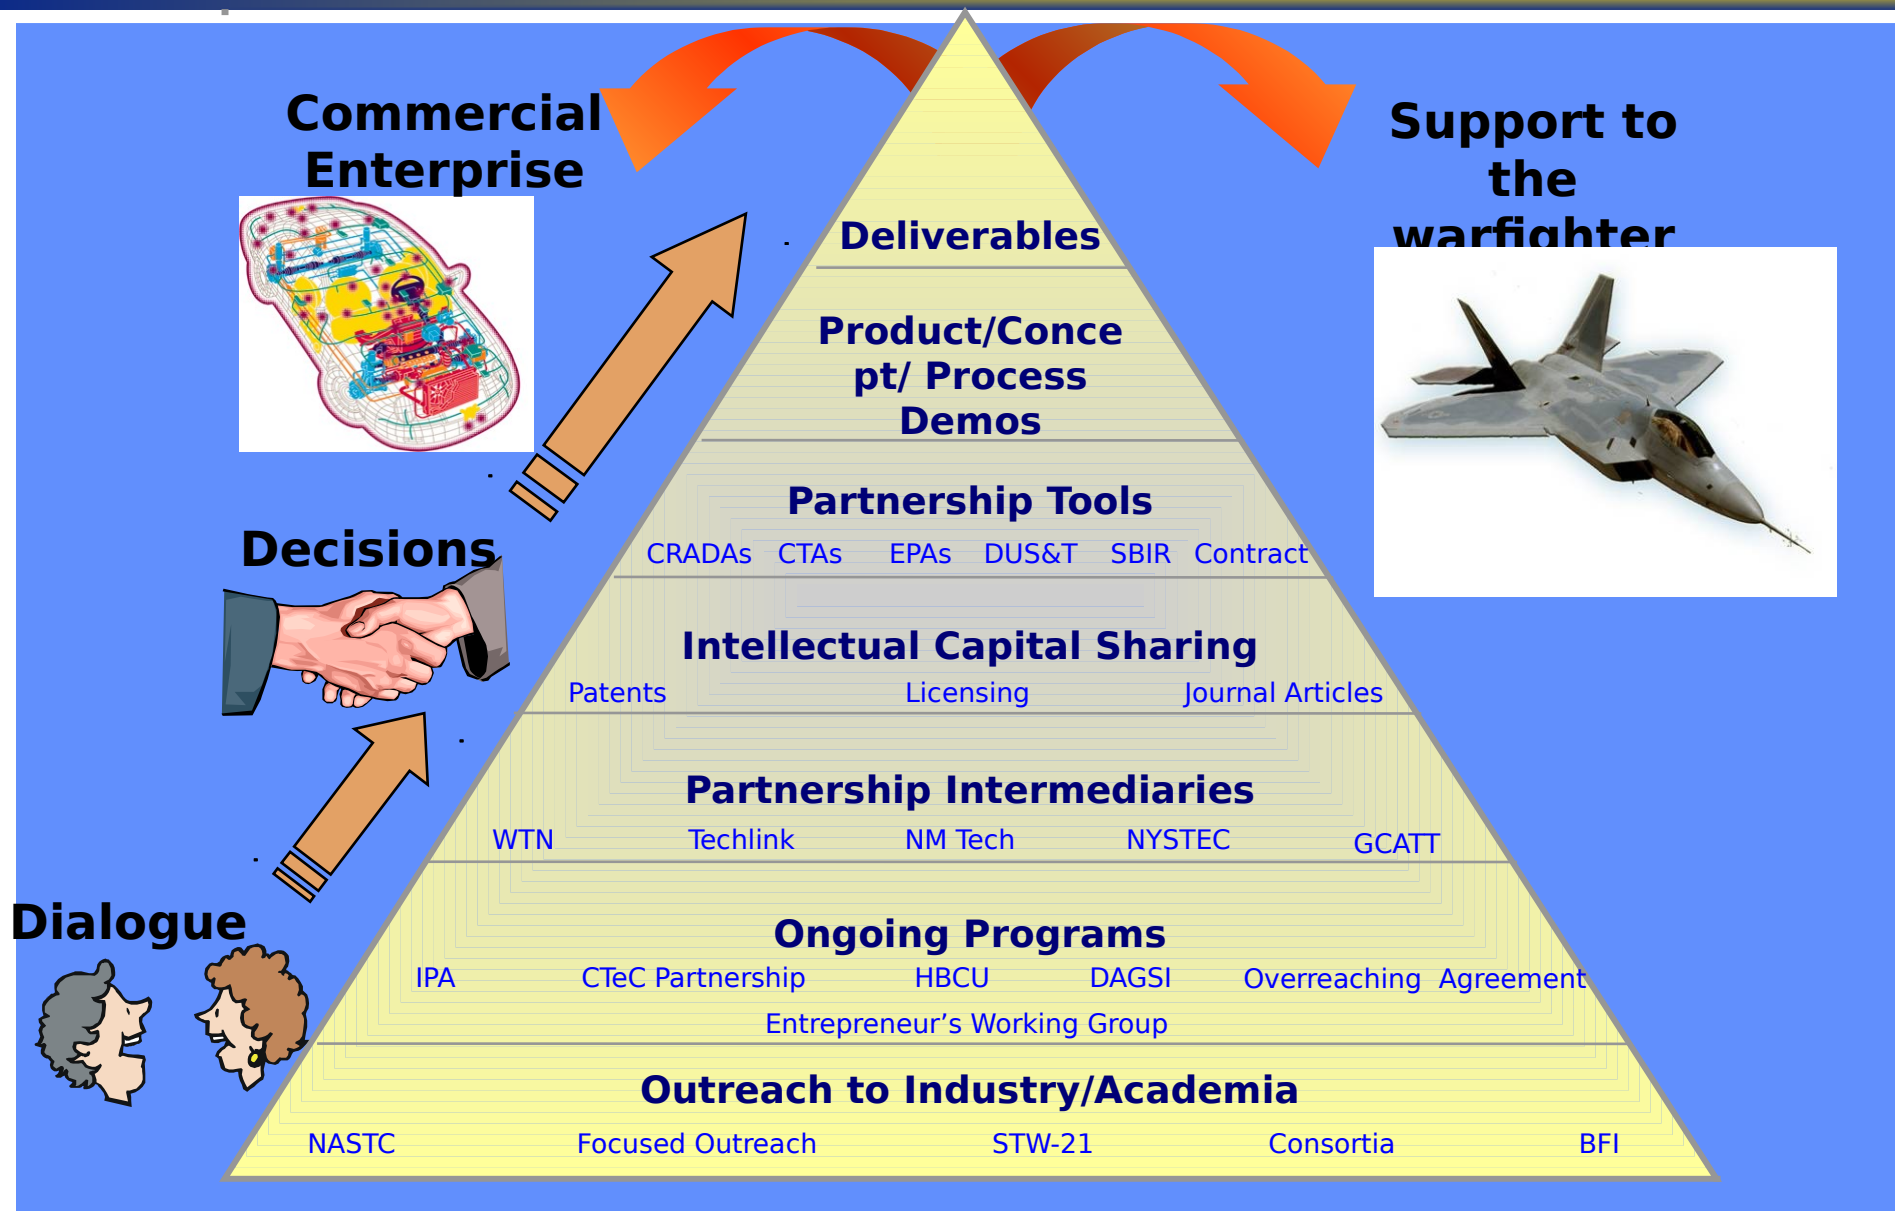 Commercial
Enterprise
Support to
the
warfighter
Deliverables
Product/Conce
pt/ Process
Demos
Partnership Tools
CRADAs CTAs EPAs DUS&T SBIR Contract
Decisions
Intellectual Capital Sharing
Patents Licensing Journal Articles
Partnership Intermediaries
WTN Techlink NM Tech NYSTEC GCATT
Dialogue
Ongoing Programs
IPA CTeC Partnership HBCU DAGSI Overreaching Agreement
Entrepreneur’s Working Group
Outreach to Industry/Academia
NASTC Focused Outreach STW-21 Consortia BFI